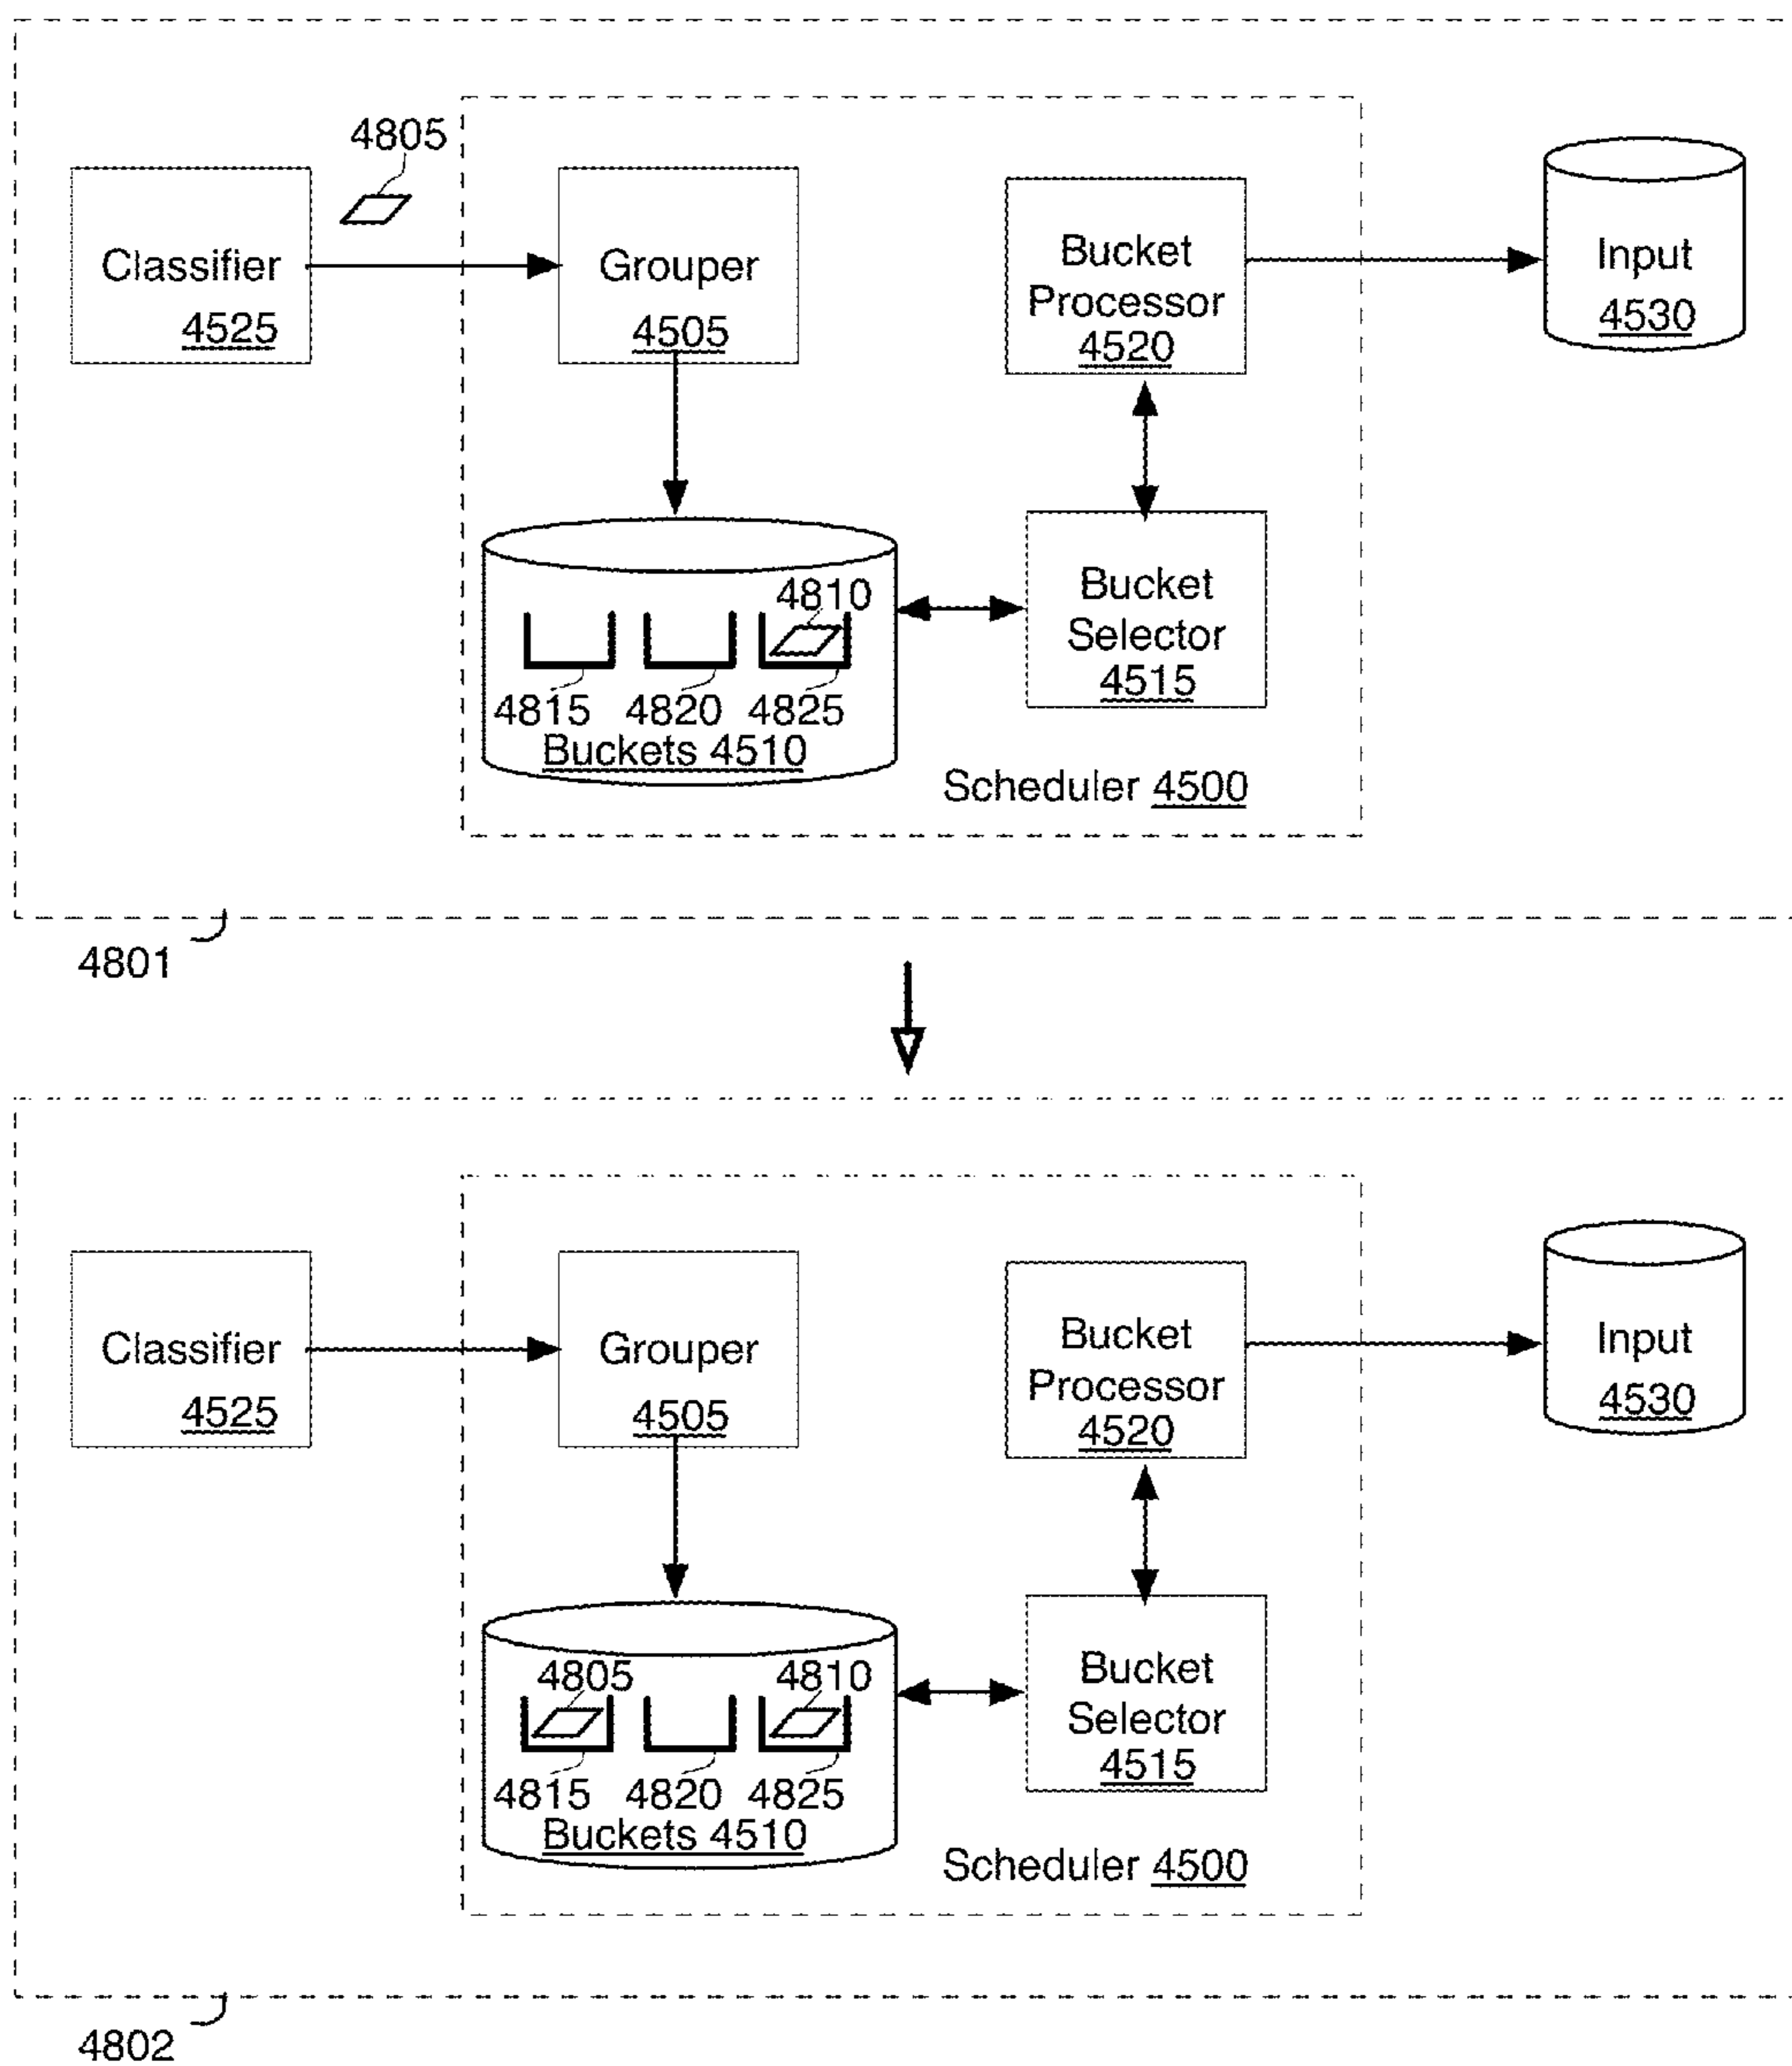 4805
Classifier
4525
Grouper
4505
Bucket
Processor
4520
Input
4530
4810
4815 4820 4825
Buckets 4510
Bucket
Selector
4515
Scheduler 4500
4801
Classifier
4525
Grouper
4505
Bucket
Processor
4520
Input
4530
4805 4810
4815 4820 4825
Buckets 4510
Bucket
Selector
4515
Scheduler 4500
4802